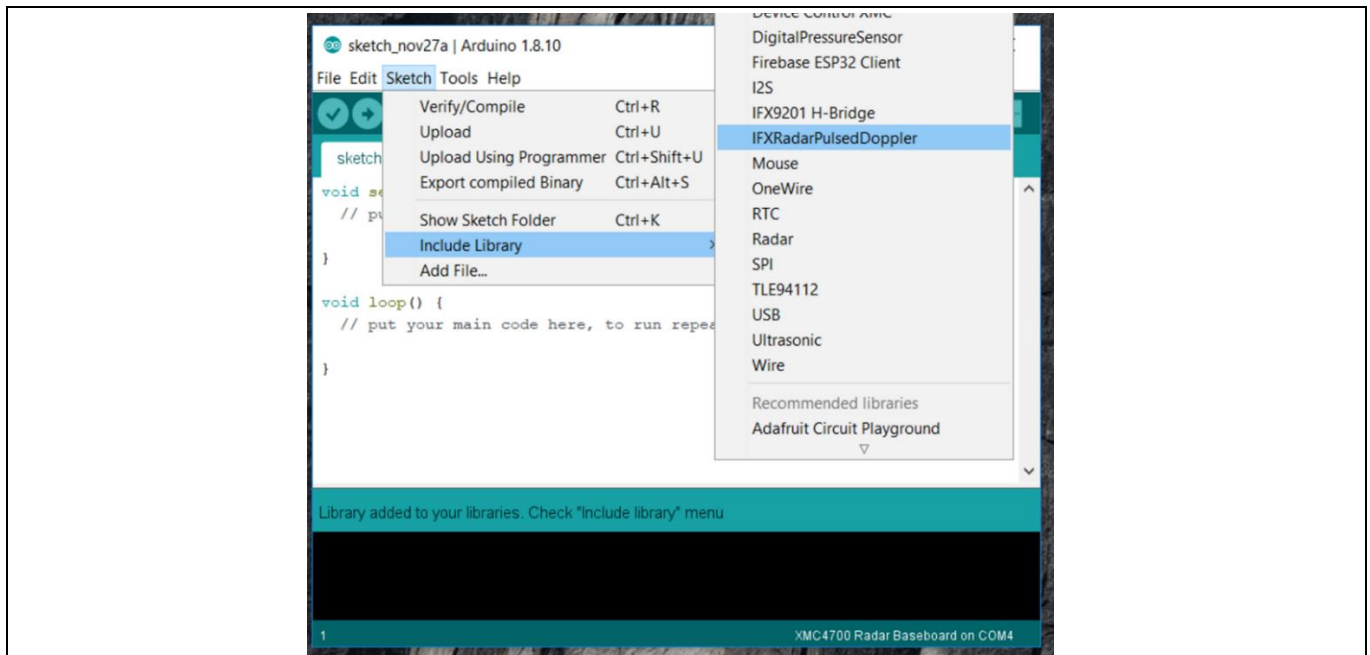 Device Control XMC
sketch_nov27a | Arduino 1.8.10
DigitalPressureSensor
Firebase ESP32 Client
File Edit Sketch Tools Help
I2S
Verify/Compile Ctrl+R
IFX9201 H-Bridge
Upload Ctrl+U
IFXRadarPulsedDoppler
sketch
Upload Using Programmer Ctrl+Shift+U
Mouse
Export compiled Binary Ctrl+Alt+S
OneWire
void se
// pu
RTC
Show Sketch Folder Ctrl+K
Radar
Include Library >
}
SPI
Add File...
TLE94112
void loop() {
USB
// put your main code here, to run repea
Ultrasonic
}
Wire
Recommended libraries
Adafruit Circuit Playground
Library added to your libraries. Check "Include library" menu
1 XMC4700 Radar Baseboard on COM4